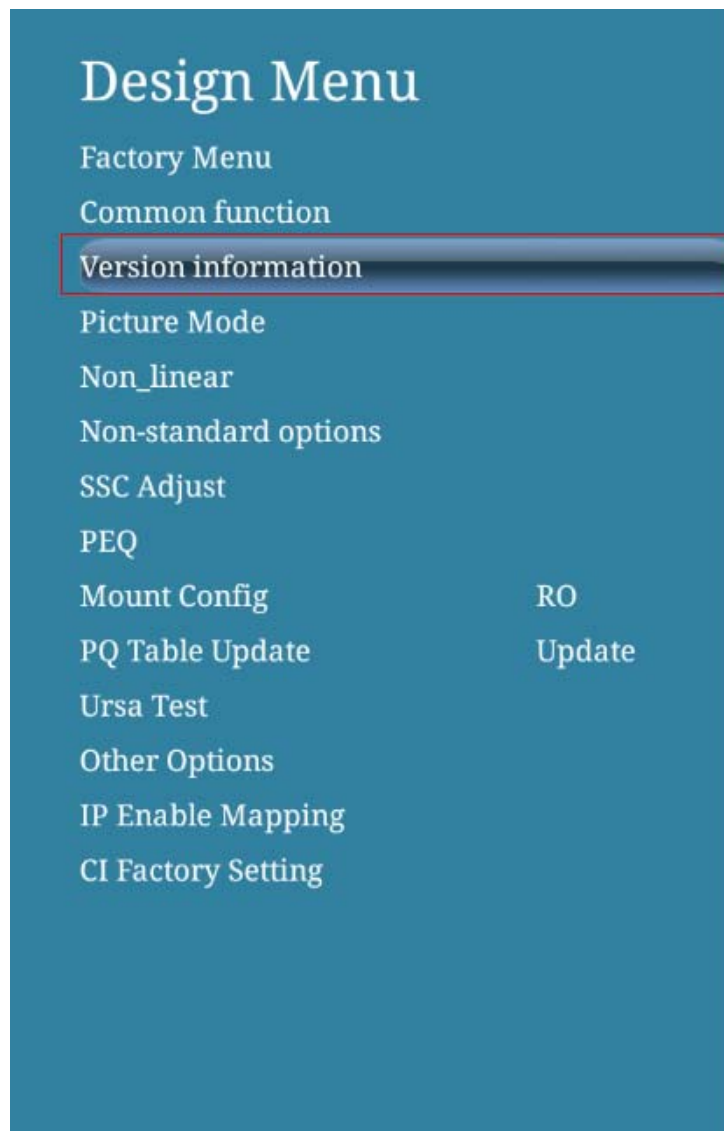 Design Menu
Factory Menu
Common function
Version information
Picture Mode
Non_linear
Non-standard options
SSC Adjust
PEQ
Mount Config RO
PQ Table Update Update
Ursa Test
Other Options
IP Enable Mapping
CI Factory Setting